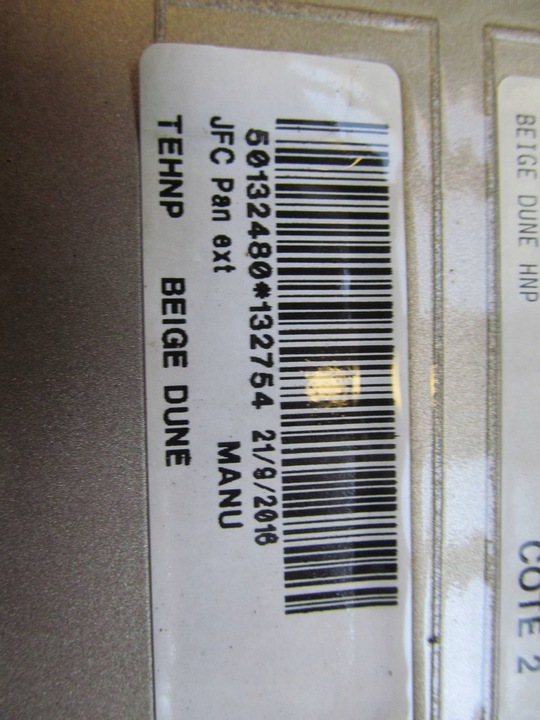 50132480*132754 21/9/2016
JFC Pan ext MANU
TEHNP BEIGE DUNE
BEIGE DUNE HNP
COTE 2